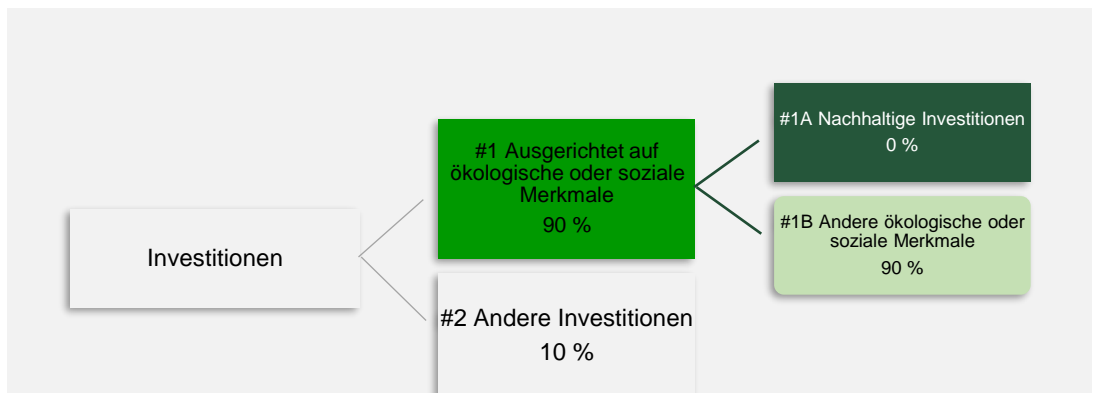 Investitionen
#1 Ausgerichtet auf
ökologische oder soziale
Merkmale
90 %
#2 Andere Investitionen
10 %
#1A Nachhaltige Investitionen
0 %
#1B Andere ökologische oder
soziale Merkmale
90 %